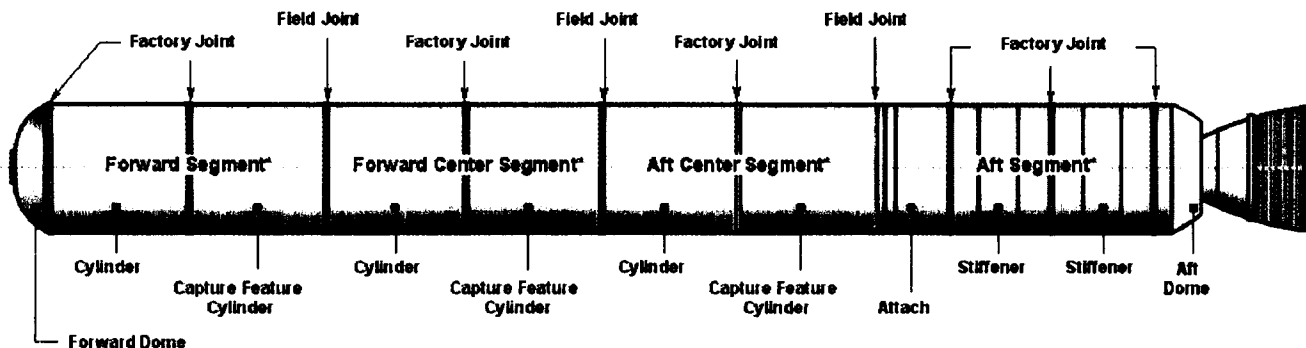 Field Joint
Field Joint
Field Joint
Factory Joint
Factory Joint
Factory Joint
Factory Joint
Forward Segment*
Forward Center Segment*
Aft Center Segment*
Aft Segment*
Cylinder
Cylinder
Cylinder
Stiffener
Stiffener
Aft
Dome
Capture Feature
Cylinder
Capture Feature
Cylinder
Capture Feature
Cylinder
Attach
Forward Dome